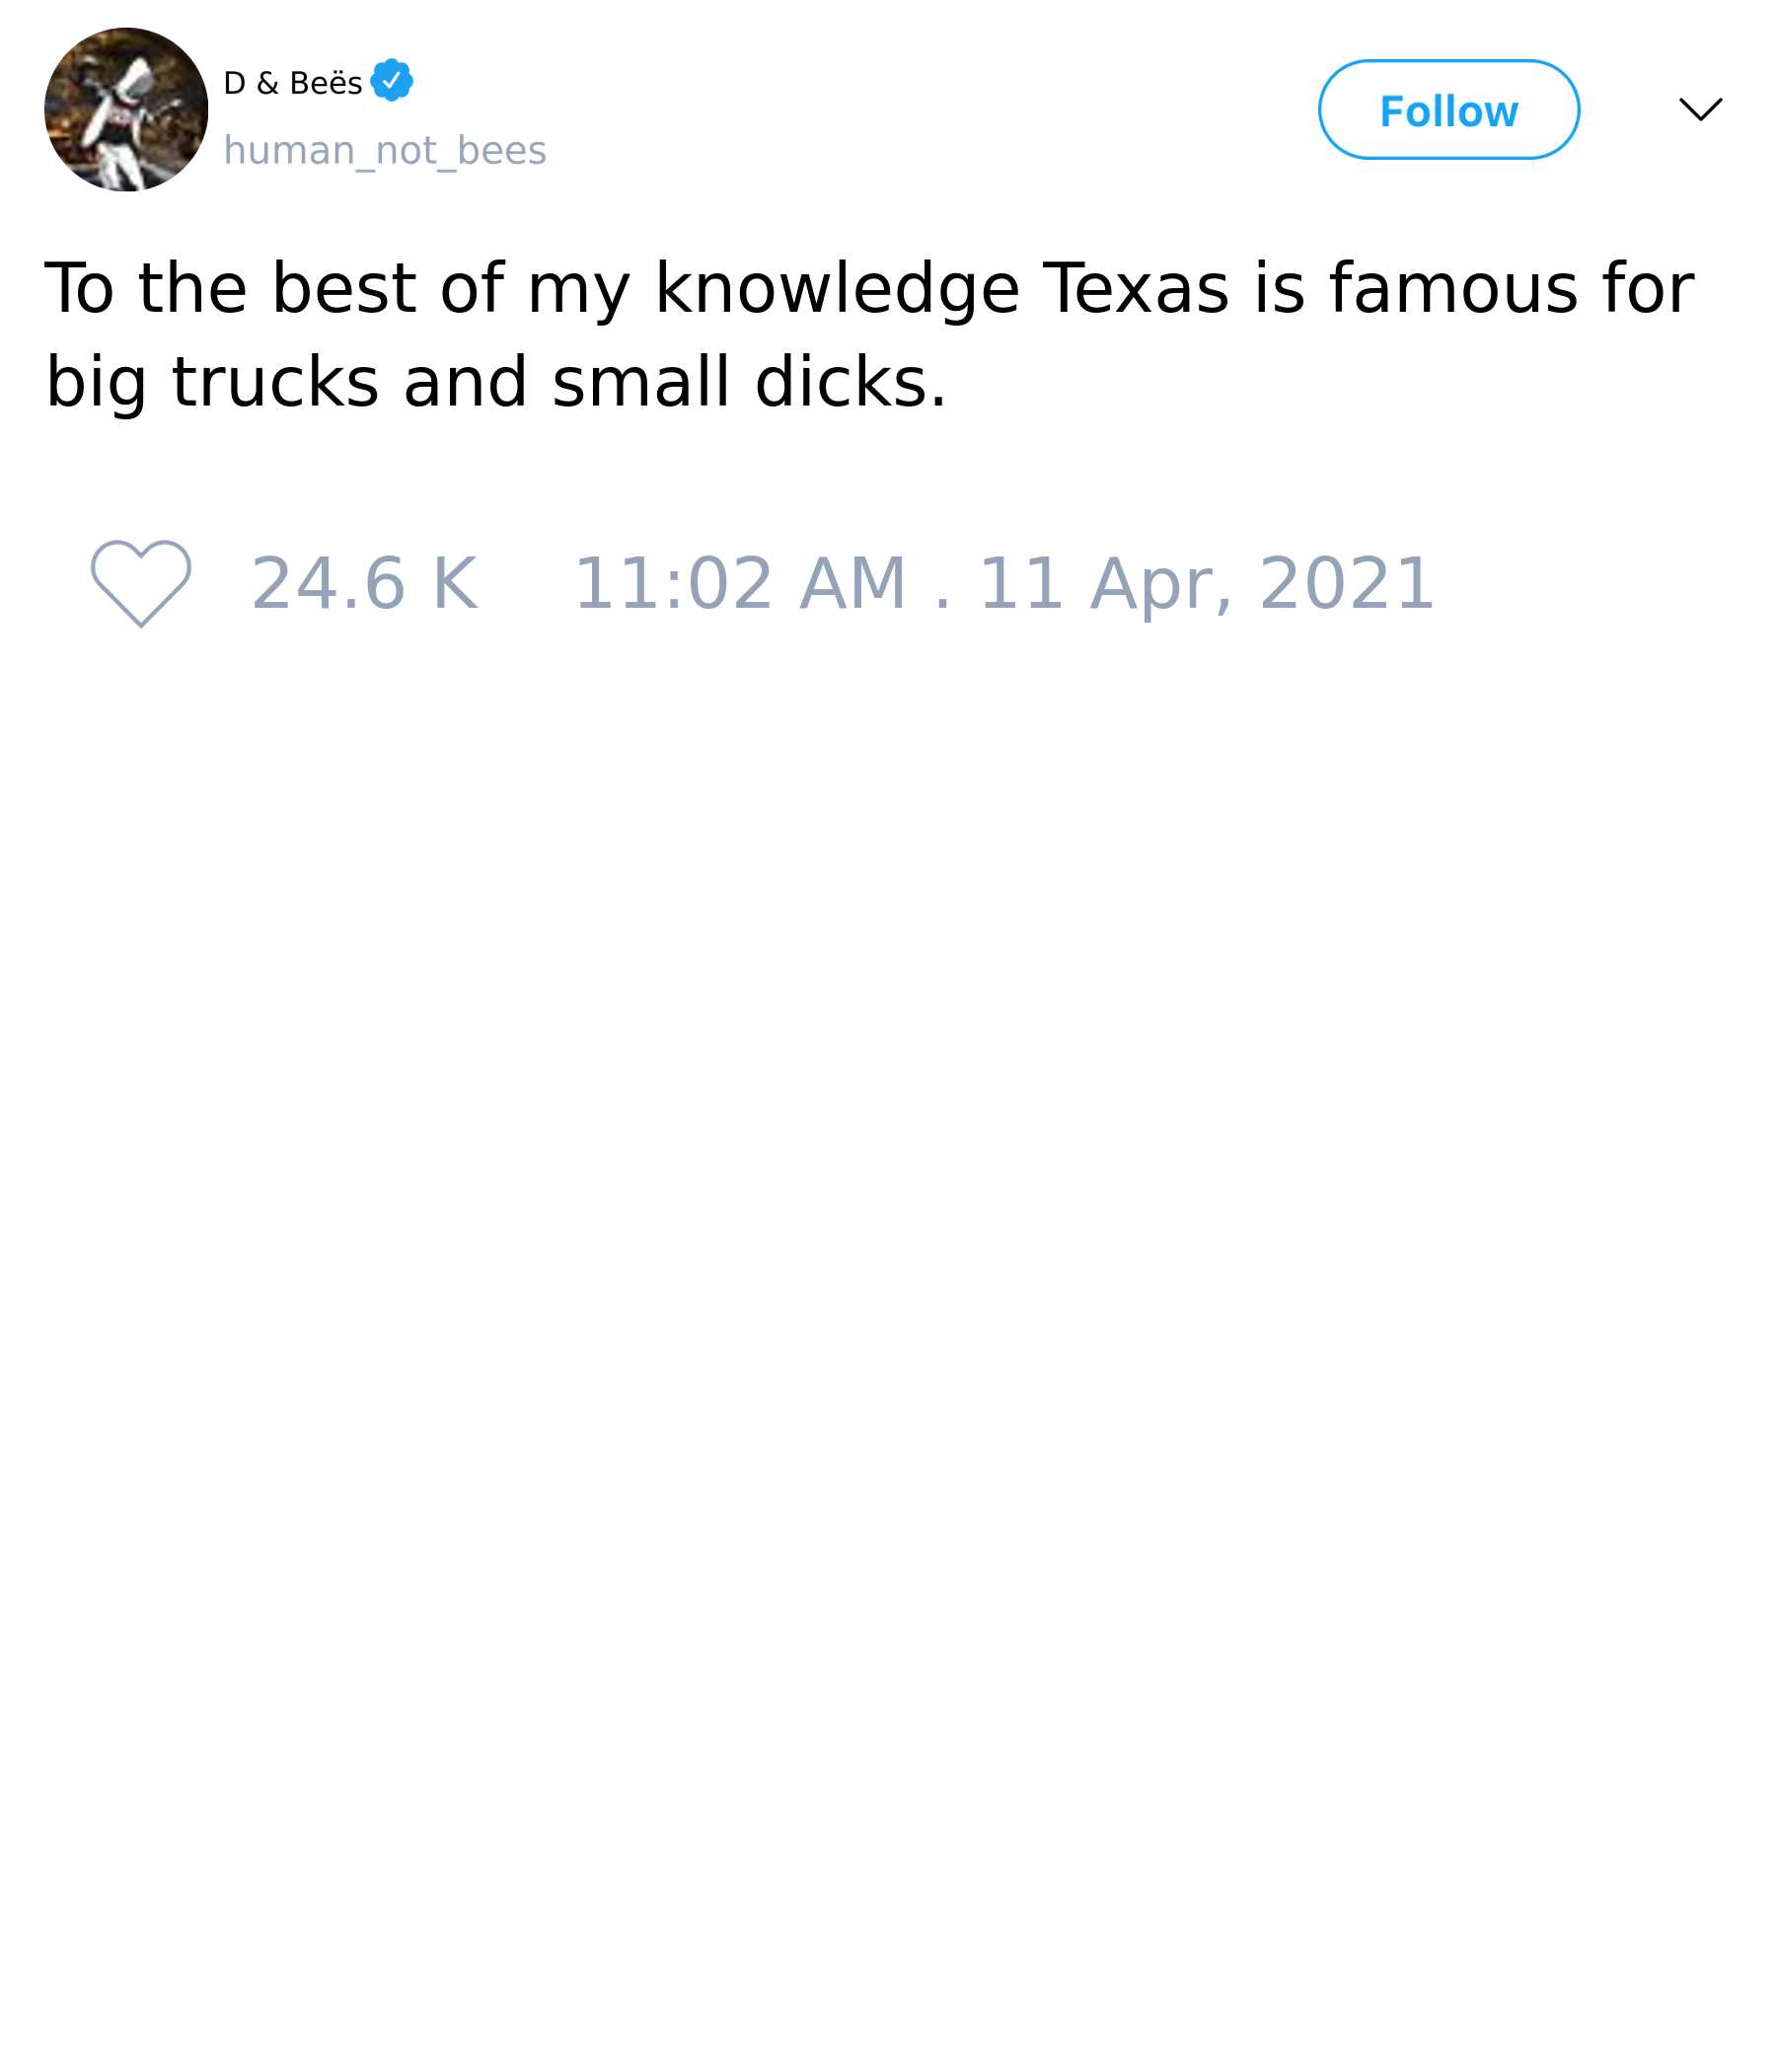 D & Beës
human_not_bees
Follow
To the best of my knowledge Texas is famous for
big trucks and small dicks.
24.6 K 11:02 AM . 11 Apr, 2021